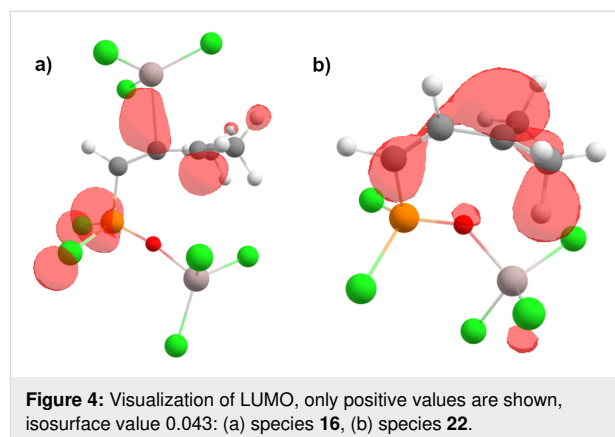 a)
b)
Figure 4: Visualization of LUMO, only positive values are shown,
isosurface value 0.043: (a) species 16, (b) species 22.